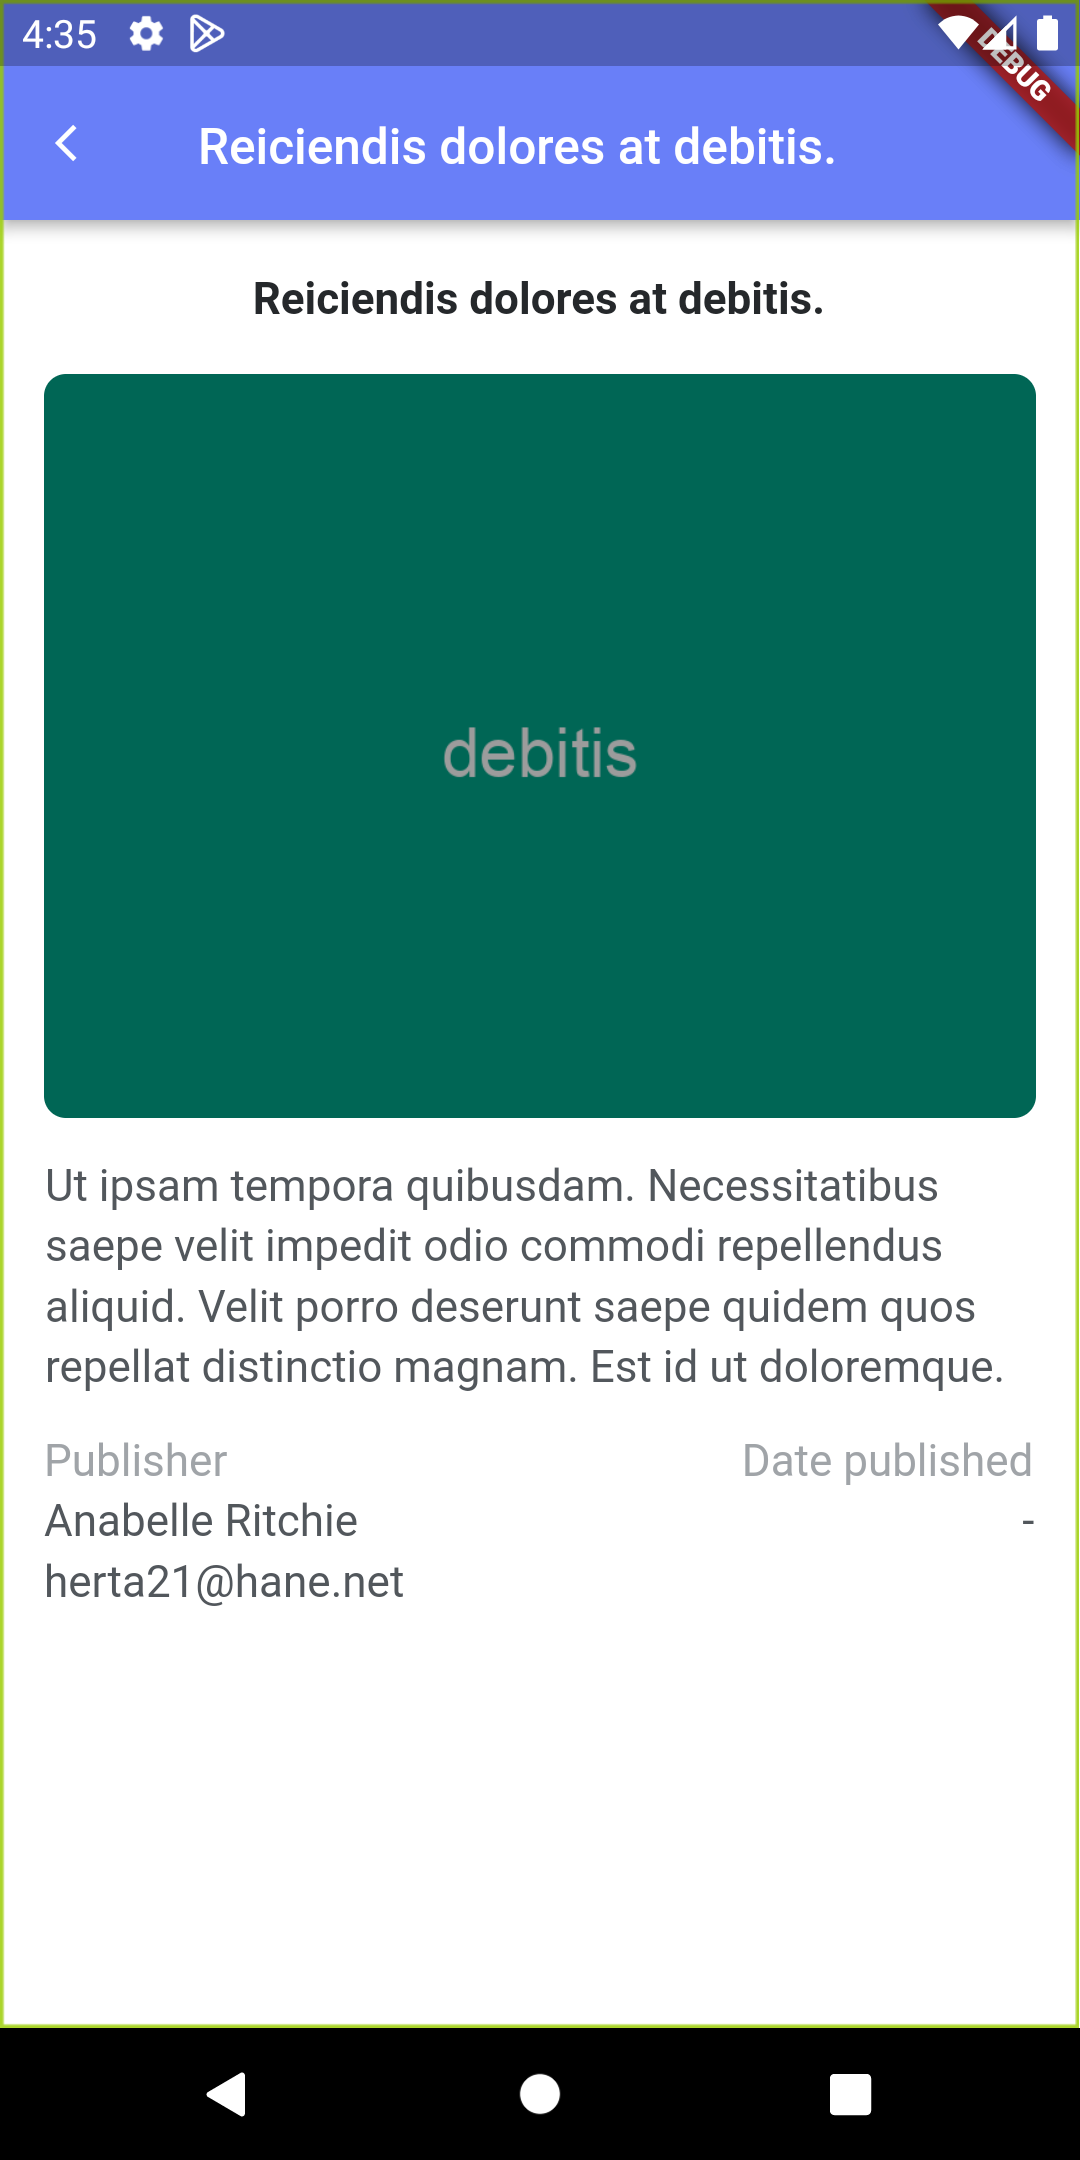 4:35
DEBUG
Reiciendis dolores at debitis.
Reiciendis dolores at debitis.
debitis
Ut ipsam tempora quibusdam. Necessitatibus
saepe velit impedit odio commodi repellendus
aliquid. Velit porro deserunt saepe quidem quos
repellat distinctio magnam. Est id ut doloremque.
Publisher
Date published
Anabelle Ritchie
-
herta21@hane.net